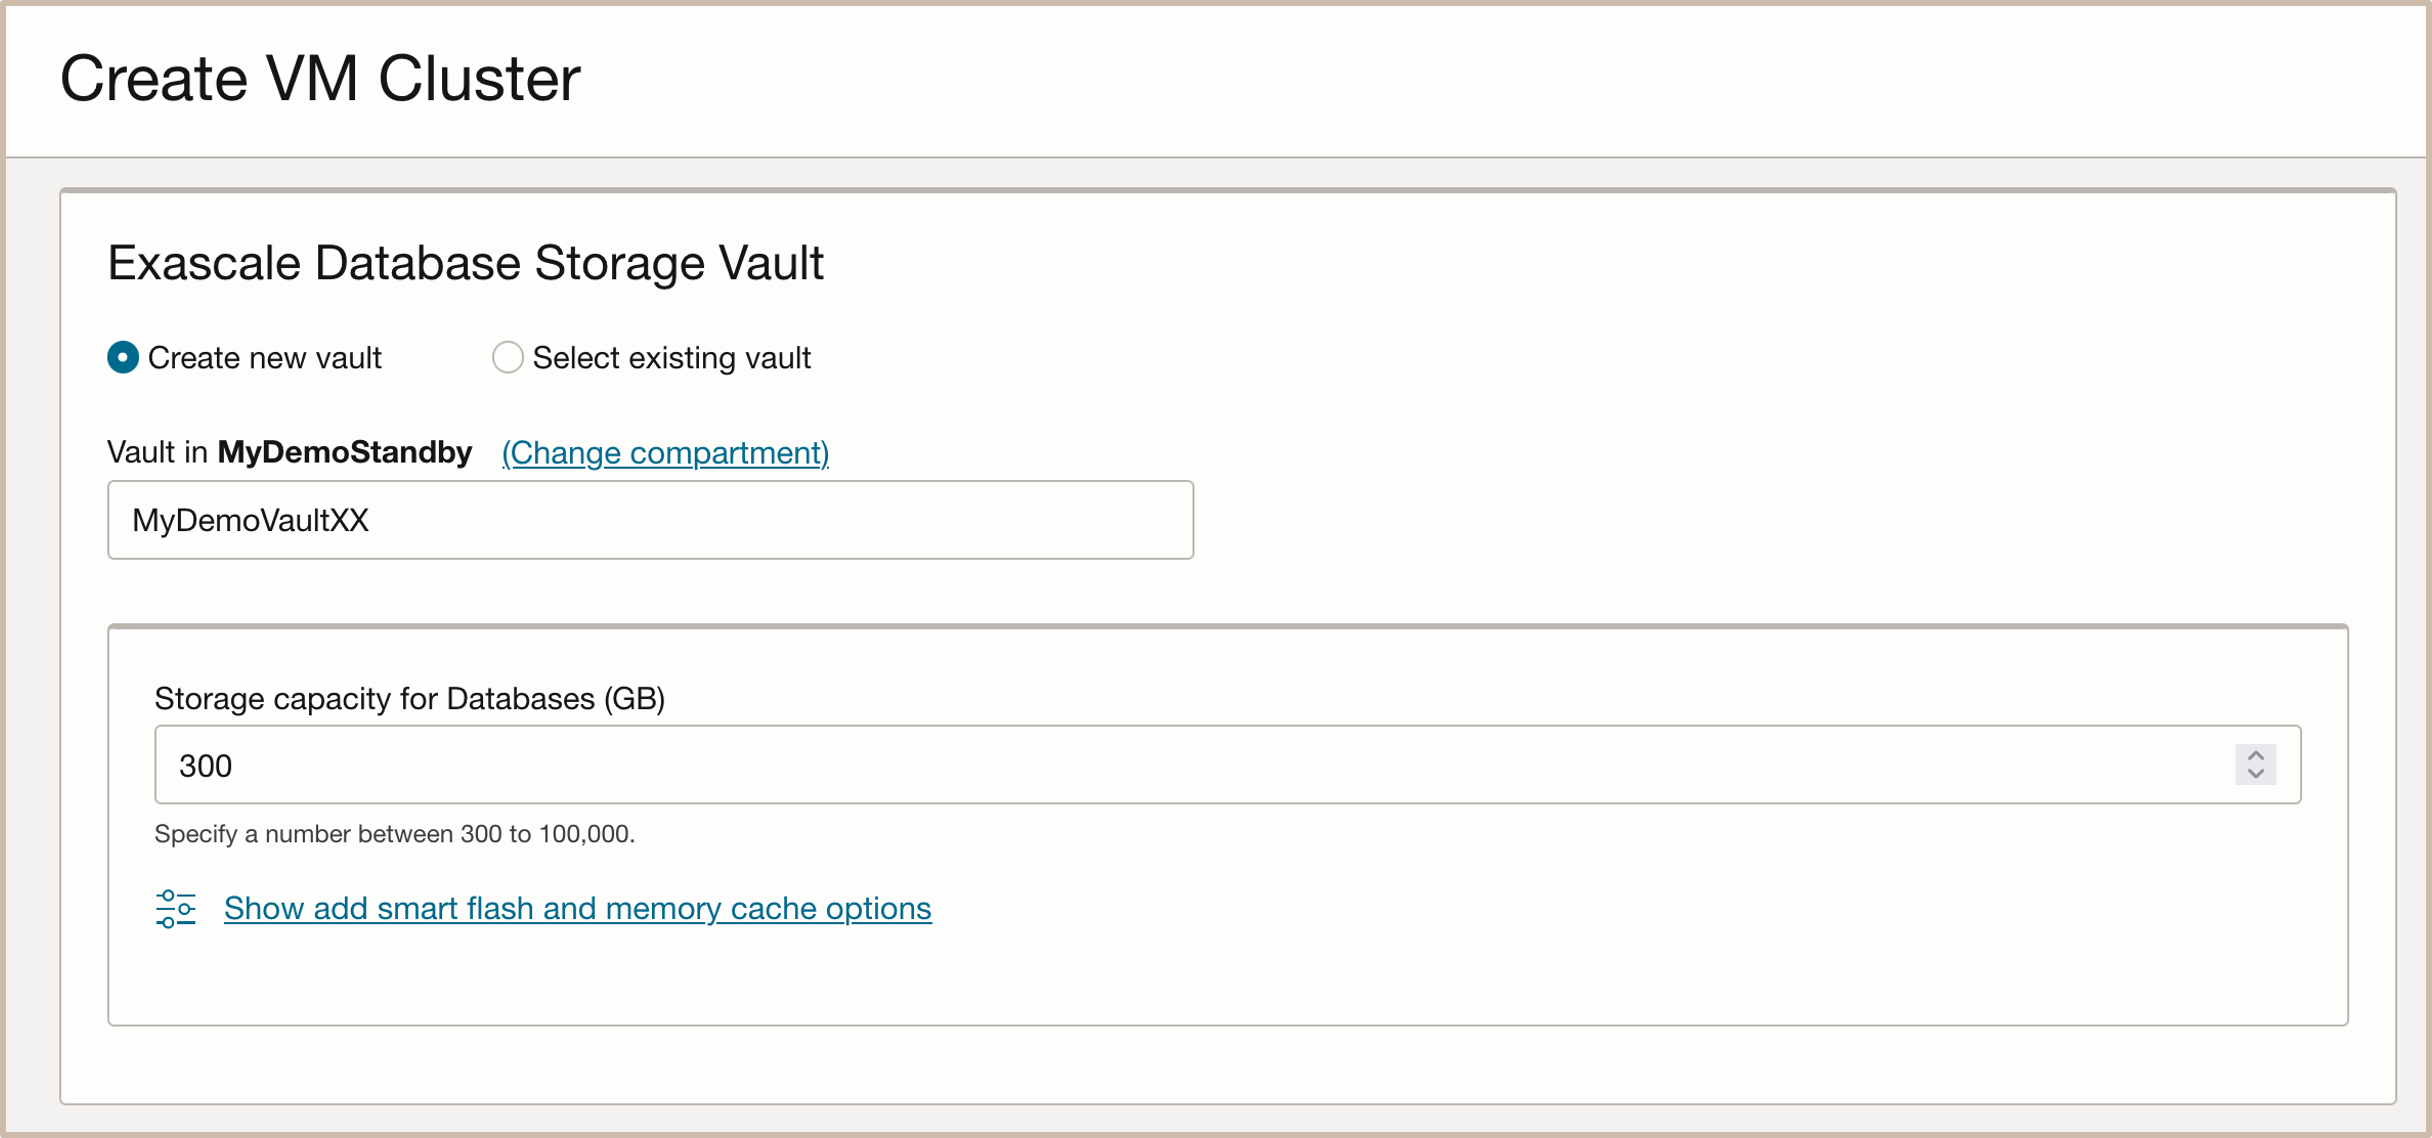 Create VM Cluster
Exascale Database Storage Vault
Create new vault Select existing vault
Vault in MyDemoStandby (Change compartment)
MyDemoVaultXX
Storage capacity for Databases (GB)
300
Specify a number between 300 to 100,000.
Show add smart flash and memory cache options